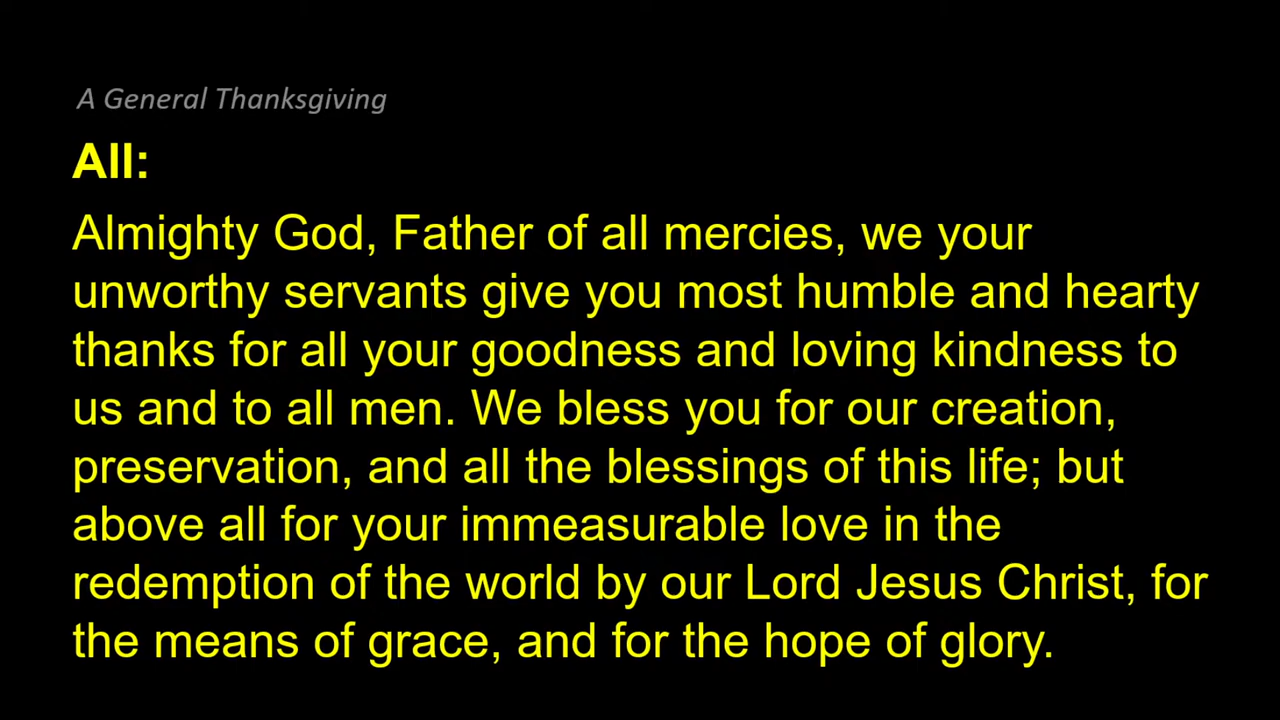 A General Thanksgiving
All:
Almighty God, Father of all mercies, we your
unworthy servants give you most humble and hearty
thanks for all your goodness and loving kindness to
us and to all men. We bless you for our creation,
preservation, and all the blessings of this life; but
above all for your immeasurable love in the
redemption of the world by our Lord Jesus Christ, for
the means of grace, and for the hope of glory.